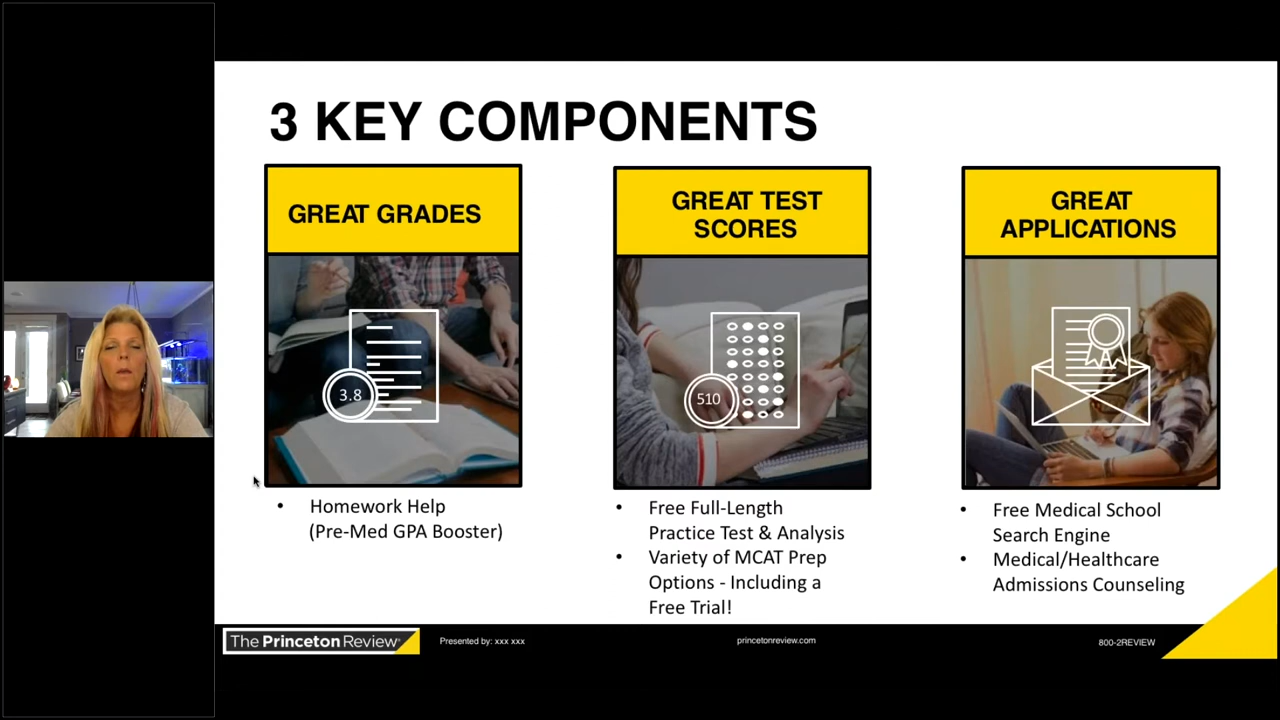 3 KEY COMPONENTS
GREAT GRADES
3.8
• Homework Help
(Pre-Med GPA Booster)
GREAT TEST
SCORES
510
• Free Full-Length
Practice Test & Analysis
• Variety of MCAT Prep
Options - Including a
Free Trial!
GREAT
APPLICATIONS
• Free Medical School
Search Engine
• Medical/Healthcare
Admissions Counseling
The Princeton Review
Presented by: xxx xxx
princetonreview.com
800-2REVIEW